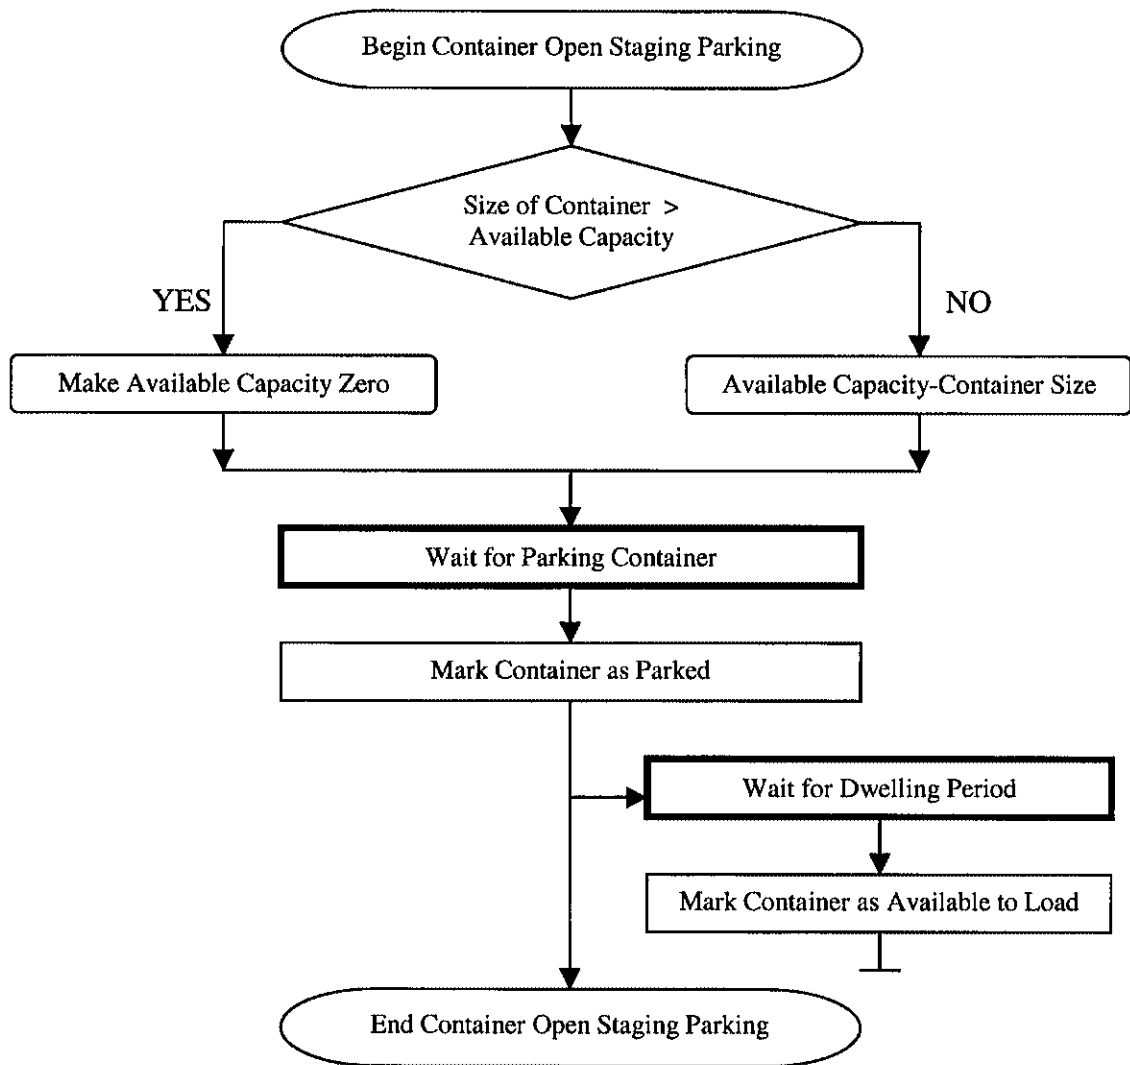 Begin Container Open Staging Parking
Size of Container >
Available Capacity
YES
NO
Make Available Capacity Zero
Available Capacity-Container Size
Wait for Parking Container
Mark Container as Parked
Wait for Dwelling Period
Mark Container as Available to Load
End Container Open Staging Parking